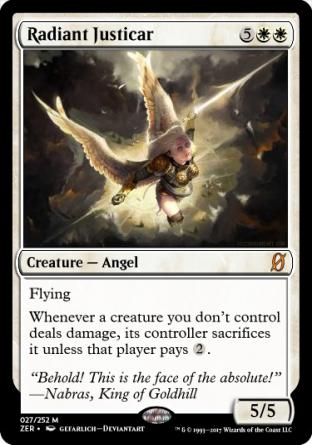 Radiant Justicar 5
Creature — Angel
Flying
Whenever a creature you don't control
deals damage, its controller sacrifices
it unless that player pays 2.
"Behold! This is the face of the absolute!"
—Nabras, King of Goldhill
5/5
027/252 M
ZER • GEFARLICH—DEVIANTART
™ & © 1993–2017 Wizards of the Coast LLC